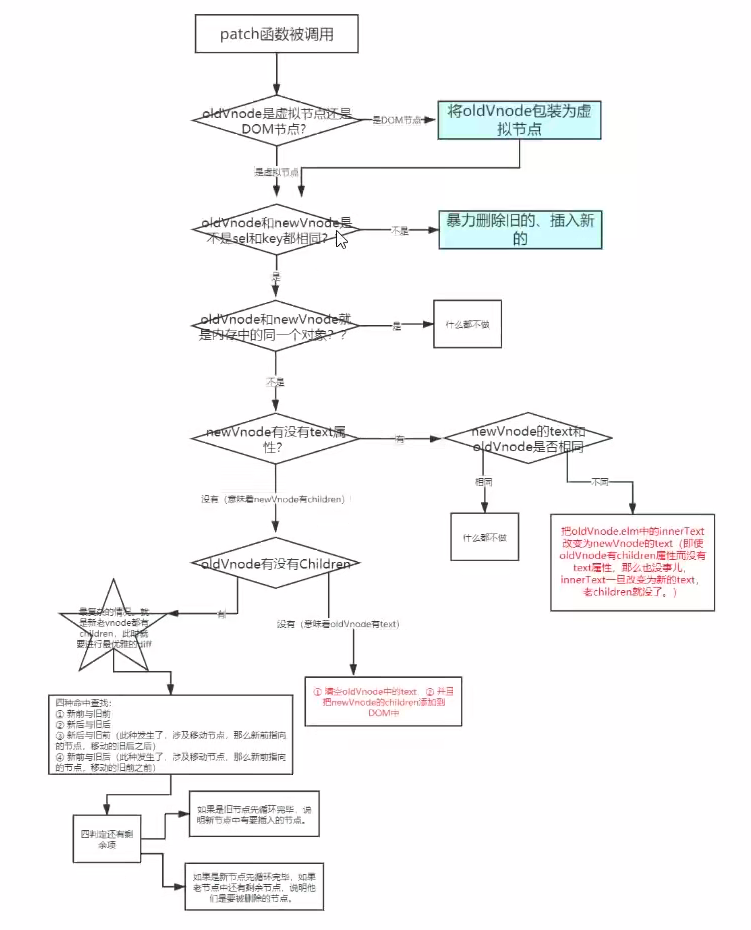 patch函数被调用
oldVnode是虚拟节点还是
DOM节点?
是DOM节点
将oldVnode包装为虚
拟节点
是虚拟节点
oldVnode和newVnode是
不是sel和key都相同?
不是
暴力删除旧的、插入新
的
是
oldVnode和newVnode就
是内存中的同一个对象??
是
什么都不做
不是
newVnode有没有text属
性?
有
newVnode的text和
oldVnode是否相同
相同
不同
什么都不做
把oldVnode.elm中的innerText
改变为newVnode的text（即使
oldVnode有children属性而没有
text属性，那么也没事儿，
innerText一旦改变为新的text，
老children就没了。）
没有（意味着newVnode有children）
oldVnode有没有Children
有
没有（意味着oldVnode有text）
最复杂的情况。就
是新老vnode都有
children，此时就
要进行最优雅的diff
① 清空oldVnode中的text ② 并且
把newVnode的children添加到
DOM中
四种命中查找：
① 新前与旧前
② 新后与旧后
③ 新后与旧前（此种发生了，涉及移动节点，那么新前指向
的节点，移动的旧后之后）
④ 新前与旧后（此种发生了，涉及移动节点，那么新前指向
的节点，移动的旧前之前）
四判定还有剩
余项
如果是旧节点先循环完毕，说
明新节点中有要插入的节点。
如果是新节点先循环完毕，如果
老节点中还有剩余节点，说明他
们是要被删除的节点。